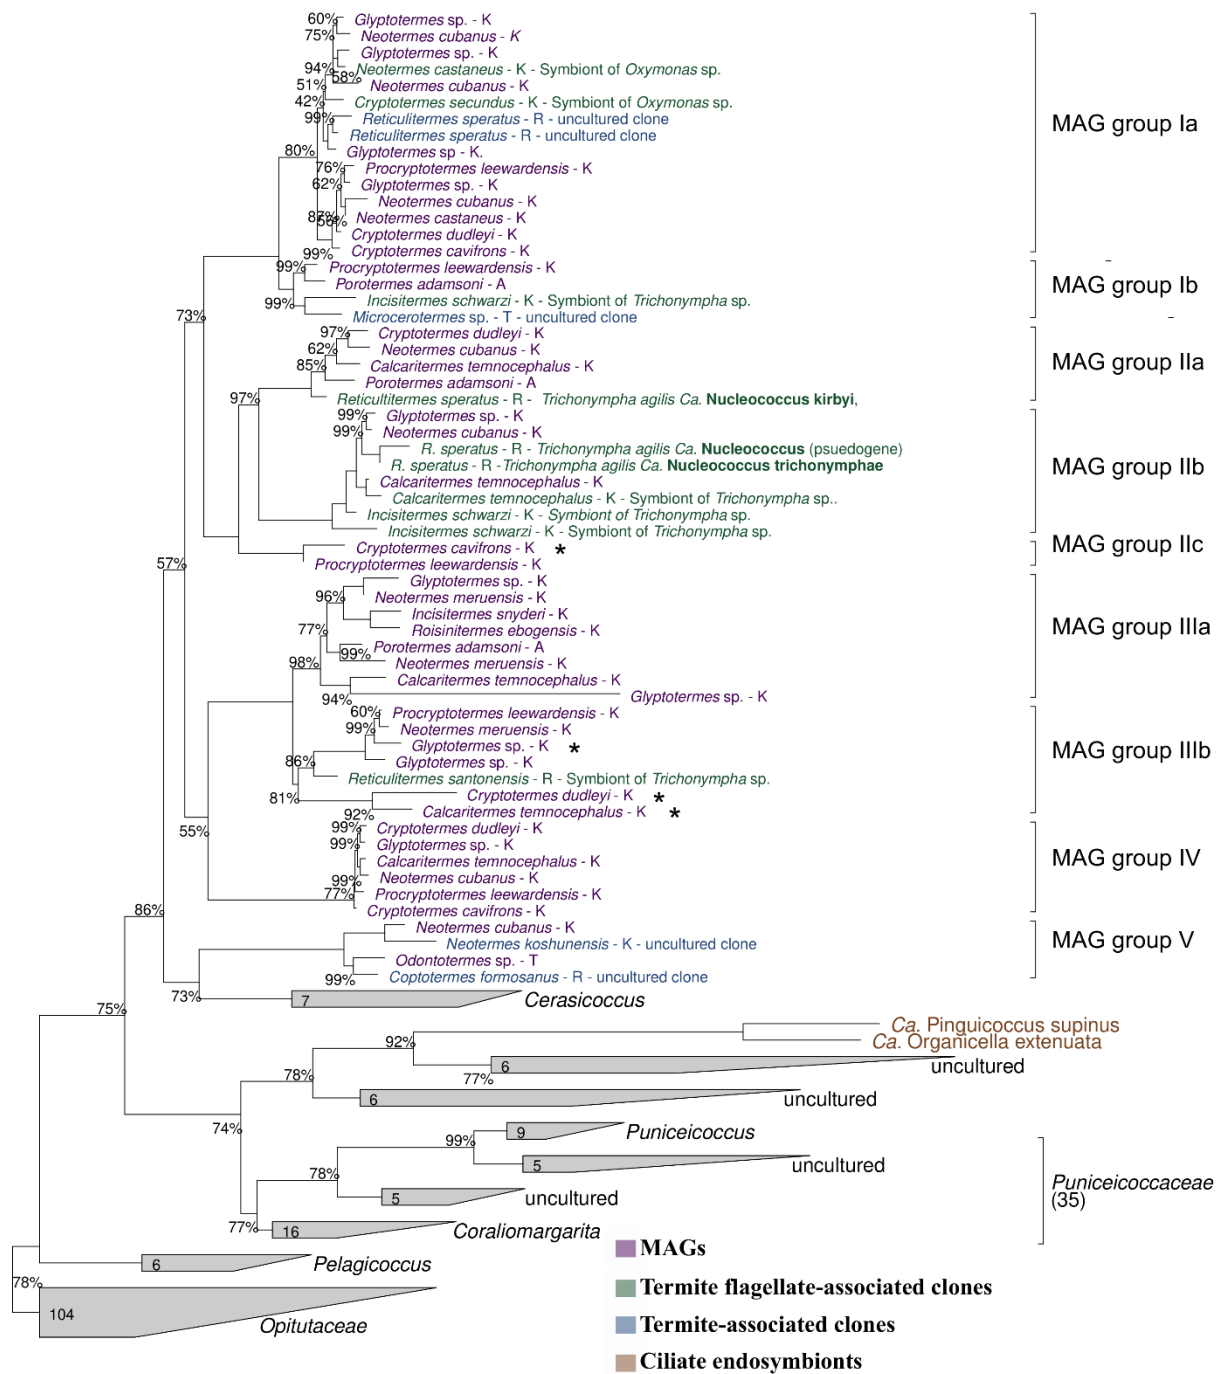 60%
Glyptotermes sp. - K
75%
Neotermes cubanus - K
Glyptotermes sp. - K
94%
Neotermes castaneus - K - Symbiont of Oxymonas sp.
58%
51%
Neotermes cubanus - K
42%
Cryptotermes secundus - K - Symbiont of Oxymonas sp.
99%
Reticulitermes speratus - R - uncultured clone
MAG group Ia
Reticulitermes speratus - R - uncultured clone
80%
Glyptotermes sp - K.
76%
Procryptotermes leewardensis - K
62%
Glyptotermes sp. - K
Neotermes cubanus - K
87%
56%
Neotermes castaneus - K
Cryptotermes dudleyi - K
99%
Cryptotermes cavifrons - K
99%
Procryptotermes leewardensis - K
Porotermes adamsoni - A
MAG group Ib
99%
Incisitermes schwarzi - K - Symbiont of Trichonympha sp.
73%
Microcerotermes sp. - T - uncultured clone
97%
Cryptotermes dudleyi - K
62%
Neotermes cubanus - K
85%
Calcaritermes temnocephalus - K
MAG group IIa
Porotermes adamsoni - A
97%
Reticultitermes speratus - R - Trichonympha agilis Ca. Nucleococcus kirbyi,
99%
Glyptotermes sp. - K
99%
Neotermes cubanus - K
R. speratus - R - Trichonympha agilis Ca. Nucleococcus (psuedogene)
R. speratus - R -Trichonympha agilis Ca. Nucleococcus trichonymphae
MAG group IIb
Calcaritermes temnocephalus - K
Calcaritermes temnocephalus - K - Symbiont of Trichonympha sp..
Incisitermes schwarzi - K - Symbiont of Trichonympha sp.
Incisitermes schwarzi - K - Symbiont of Trichonympha sp.
Cryptotermes cavifrons - K *
MAG group IIc
57%
Procryptotermes leewardensis - K
Glyptotermes sp. - K
96%
Neotermes meruensis - K
Incisitermes snyderi - K
77%
Roisinitermes ebogensis - K
MAG group IIIa
Porotermes adamsoni - A
99%
98%
Neotermes meruensis - K
Calcaritermes temnocephalus - K
94%
Glyptotermes sp. - K
60%
Procryptotermes leewardensis - K
99%
Neotermes meruensis - K
Glyptotermes sp. - K *
MAG group IIIb
86%
Glyptotermes sp. - K
Reticulitermes santonensis - R - Symbiont of Trichonympha sp.
81%
Cryptotermes dudleyi - K *
92%
Calcaritermes temnocephalus - K *
55%
99%
Cryptotermes dudleyi - K
99%
Glyptotermes sp. - K
Calcaritermes temnocephalus - K
MAG group IV
99%
Neotermes cubanus - K
77%
Procryptotermes leewardensis - K
86%
Cryptotermes cavifrons - K
Neotermes cubanus - K
Neotermes koshunensis - K - uncultured clone
MAG group V
Odontotermes sp. - T
99%
Coptotermes formosanus - R - uncultured clone
73%
7
Cerasicoccus
75%
Ca. Pinguicoccus supinus
92%
Ca. Organicella extenuata
6
uncultured
78%
77%
6
uncultured
74%
9
Puniceicoccus
99%
5
uncultured
78%
5
uncultured
Puniceicoccaceae
(35)
77%
16
Coraliomargarita
6
Pelagicoccus
78%
104
Opitutaceae
MAGs
Termite flagellate-associated clones
Termite-associated clones
Ciliate endosymbionts